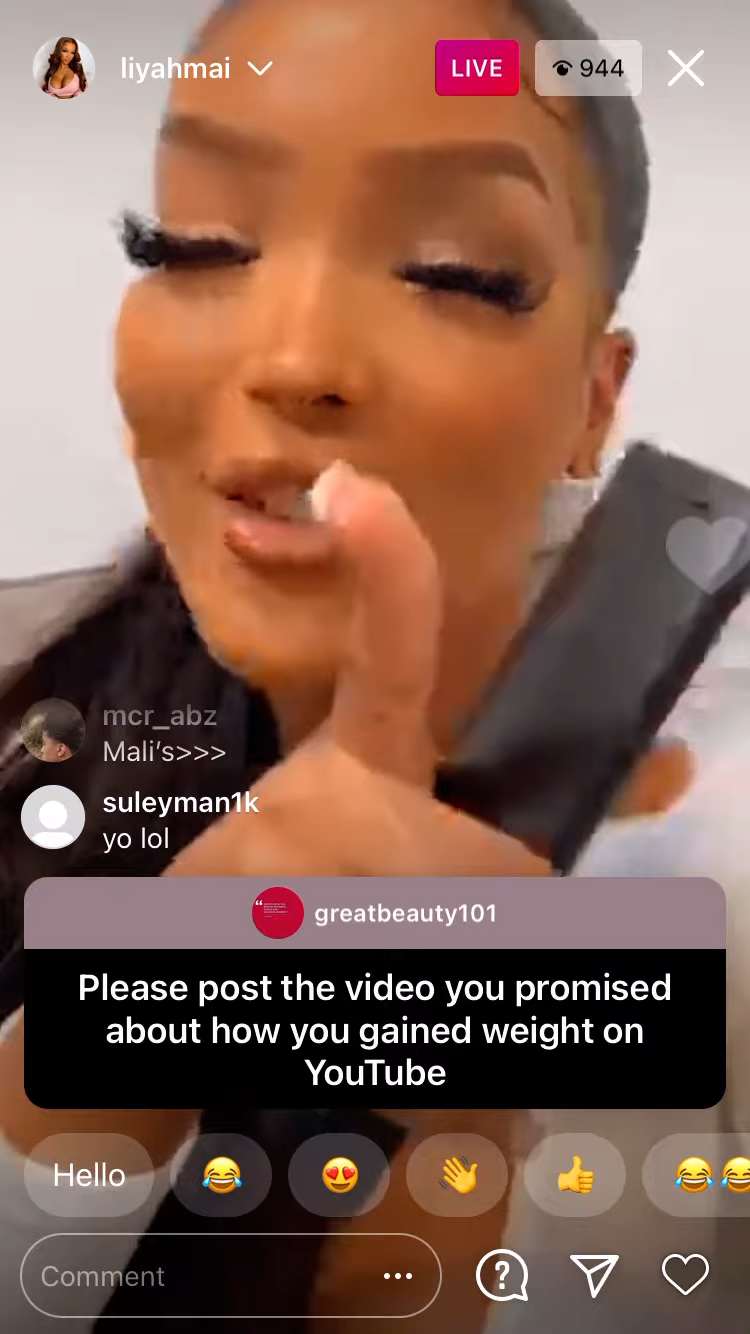 liyahmai
LIVE
944
mcr_abz
Mali's>>>
suleyman1k
yo lol
greatbeauty101
Please post the video you promised
about how you gained weight on
YouTube
Hello
Comment